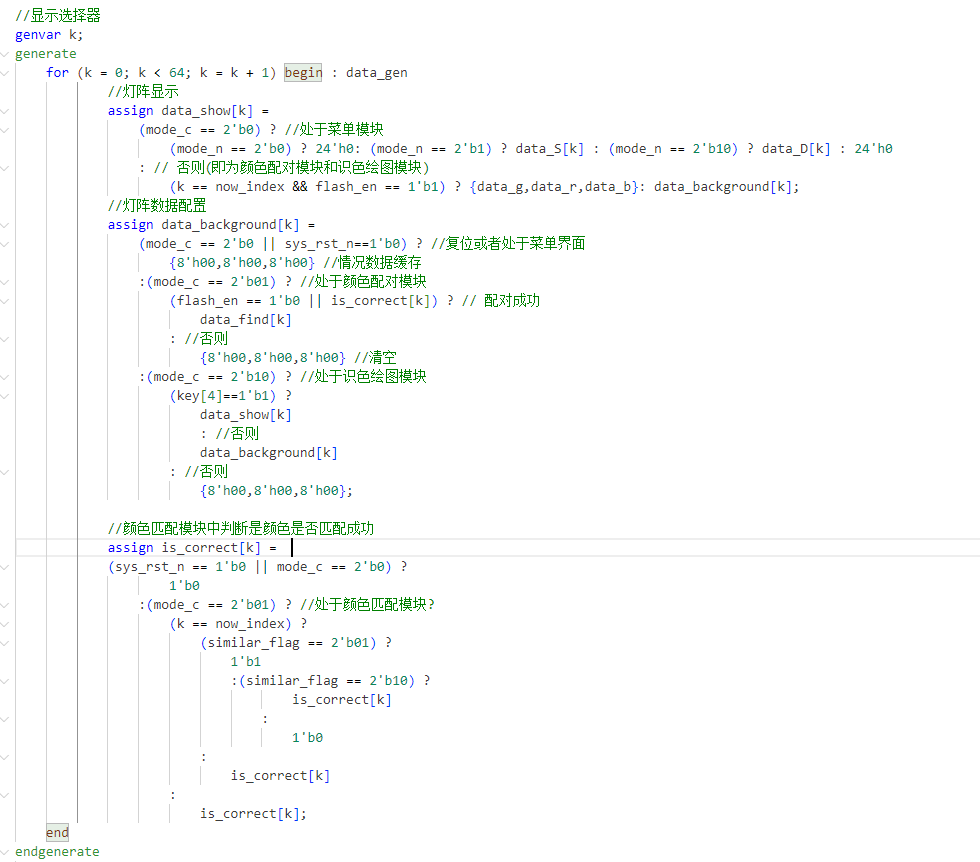 //显示选择器
genvar k;
generate
for (k = 0; k < 64; k = k + 1) begin : data_gen
//灯阵显示
assign data_show[k] =
(mode_c == 2'b0) ? //处于菜单模块
(mode_n == 2'b0) ? 24'h0: (mode_n == 2'b1) ? data_S[k] : (mode_n == 2'b10) ? data_D[k] : 24'h0
: // 否则(即为颜色配对模块和识色绘图模块)
(k == now_index && flash_en == 1'b1) ? {data_g,data_r,data_b}: data_background[k];
//灯阵数据配置
assign data_background[k] =
(mode_c == 2'b0 || sys_rst_n==1'b0) ? //复位或者处于菜单界面
{8'h00,8'h00,8'h00} //情况数据缓存
:(mode_c == 2'b01) ? //处于颜色配对模块
(flash_en == 1'b0 || is_correct[k]) ? // 配对成功
data_find[k]
: //否则
{8'h00,8'h00,8'h00} //清空
:(mode_c == 2'b10) ? //处于识色绘图模块
(key[4]==1'b1) ?
data_show[k]
: //否则
data_background[k]
: //否则
{8'h00,8'h00,8'h00};
//颜色匹配模块中判断是颜色是否匹配成功
assign is_correct[k] =
(sys_rst_n == 1'b0 || mode_c == 2'b0) ?
1'b0
:(mode_c == 2'b01) ? //处于颜色匹配模块?
(k == now_index) ?
(similar_flag == 2'b01) ?
1'b1
:(similar_flag == 2'b10) ?
is_correct[k]
:
1'b0
:
is_correct[k]
:
is_correct[k];
end
endgenerate